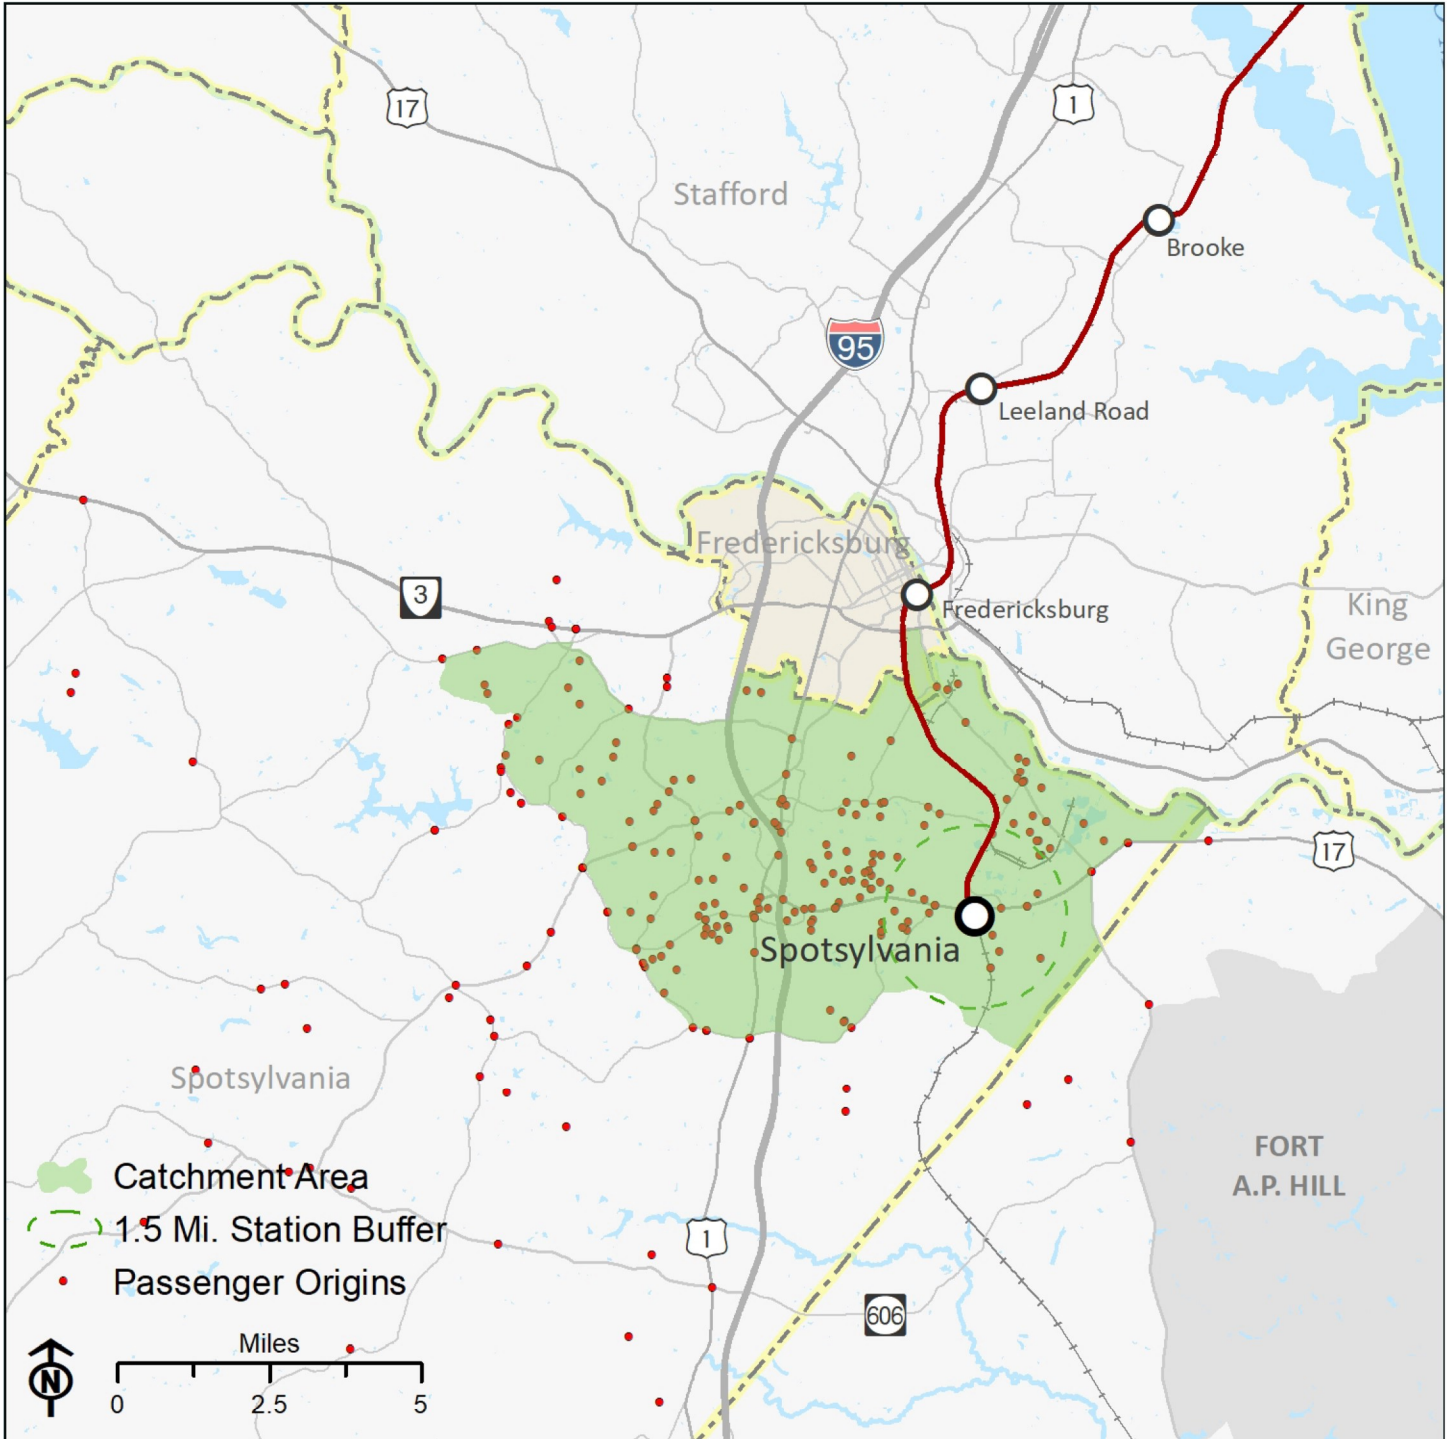 17
1
Stafford
Brooke
95
Leeland Road
Fredericksburg
3
Fredericksburg
King
George
17
Spotsylvania
Spotsylvania
FORT
A.P. HILL
Catchment Area
1.5 Mi. Station Buffer
1
Passenger Origins
606
Miles
N
0 2.5 5